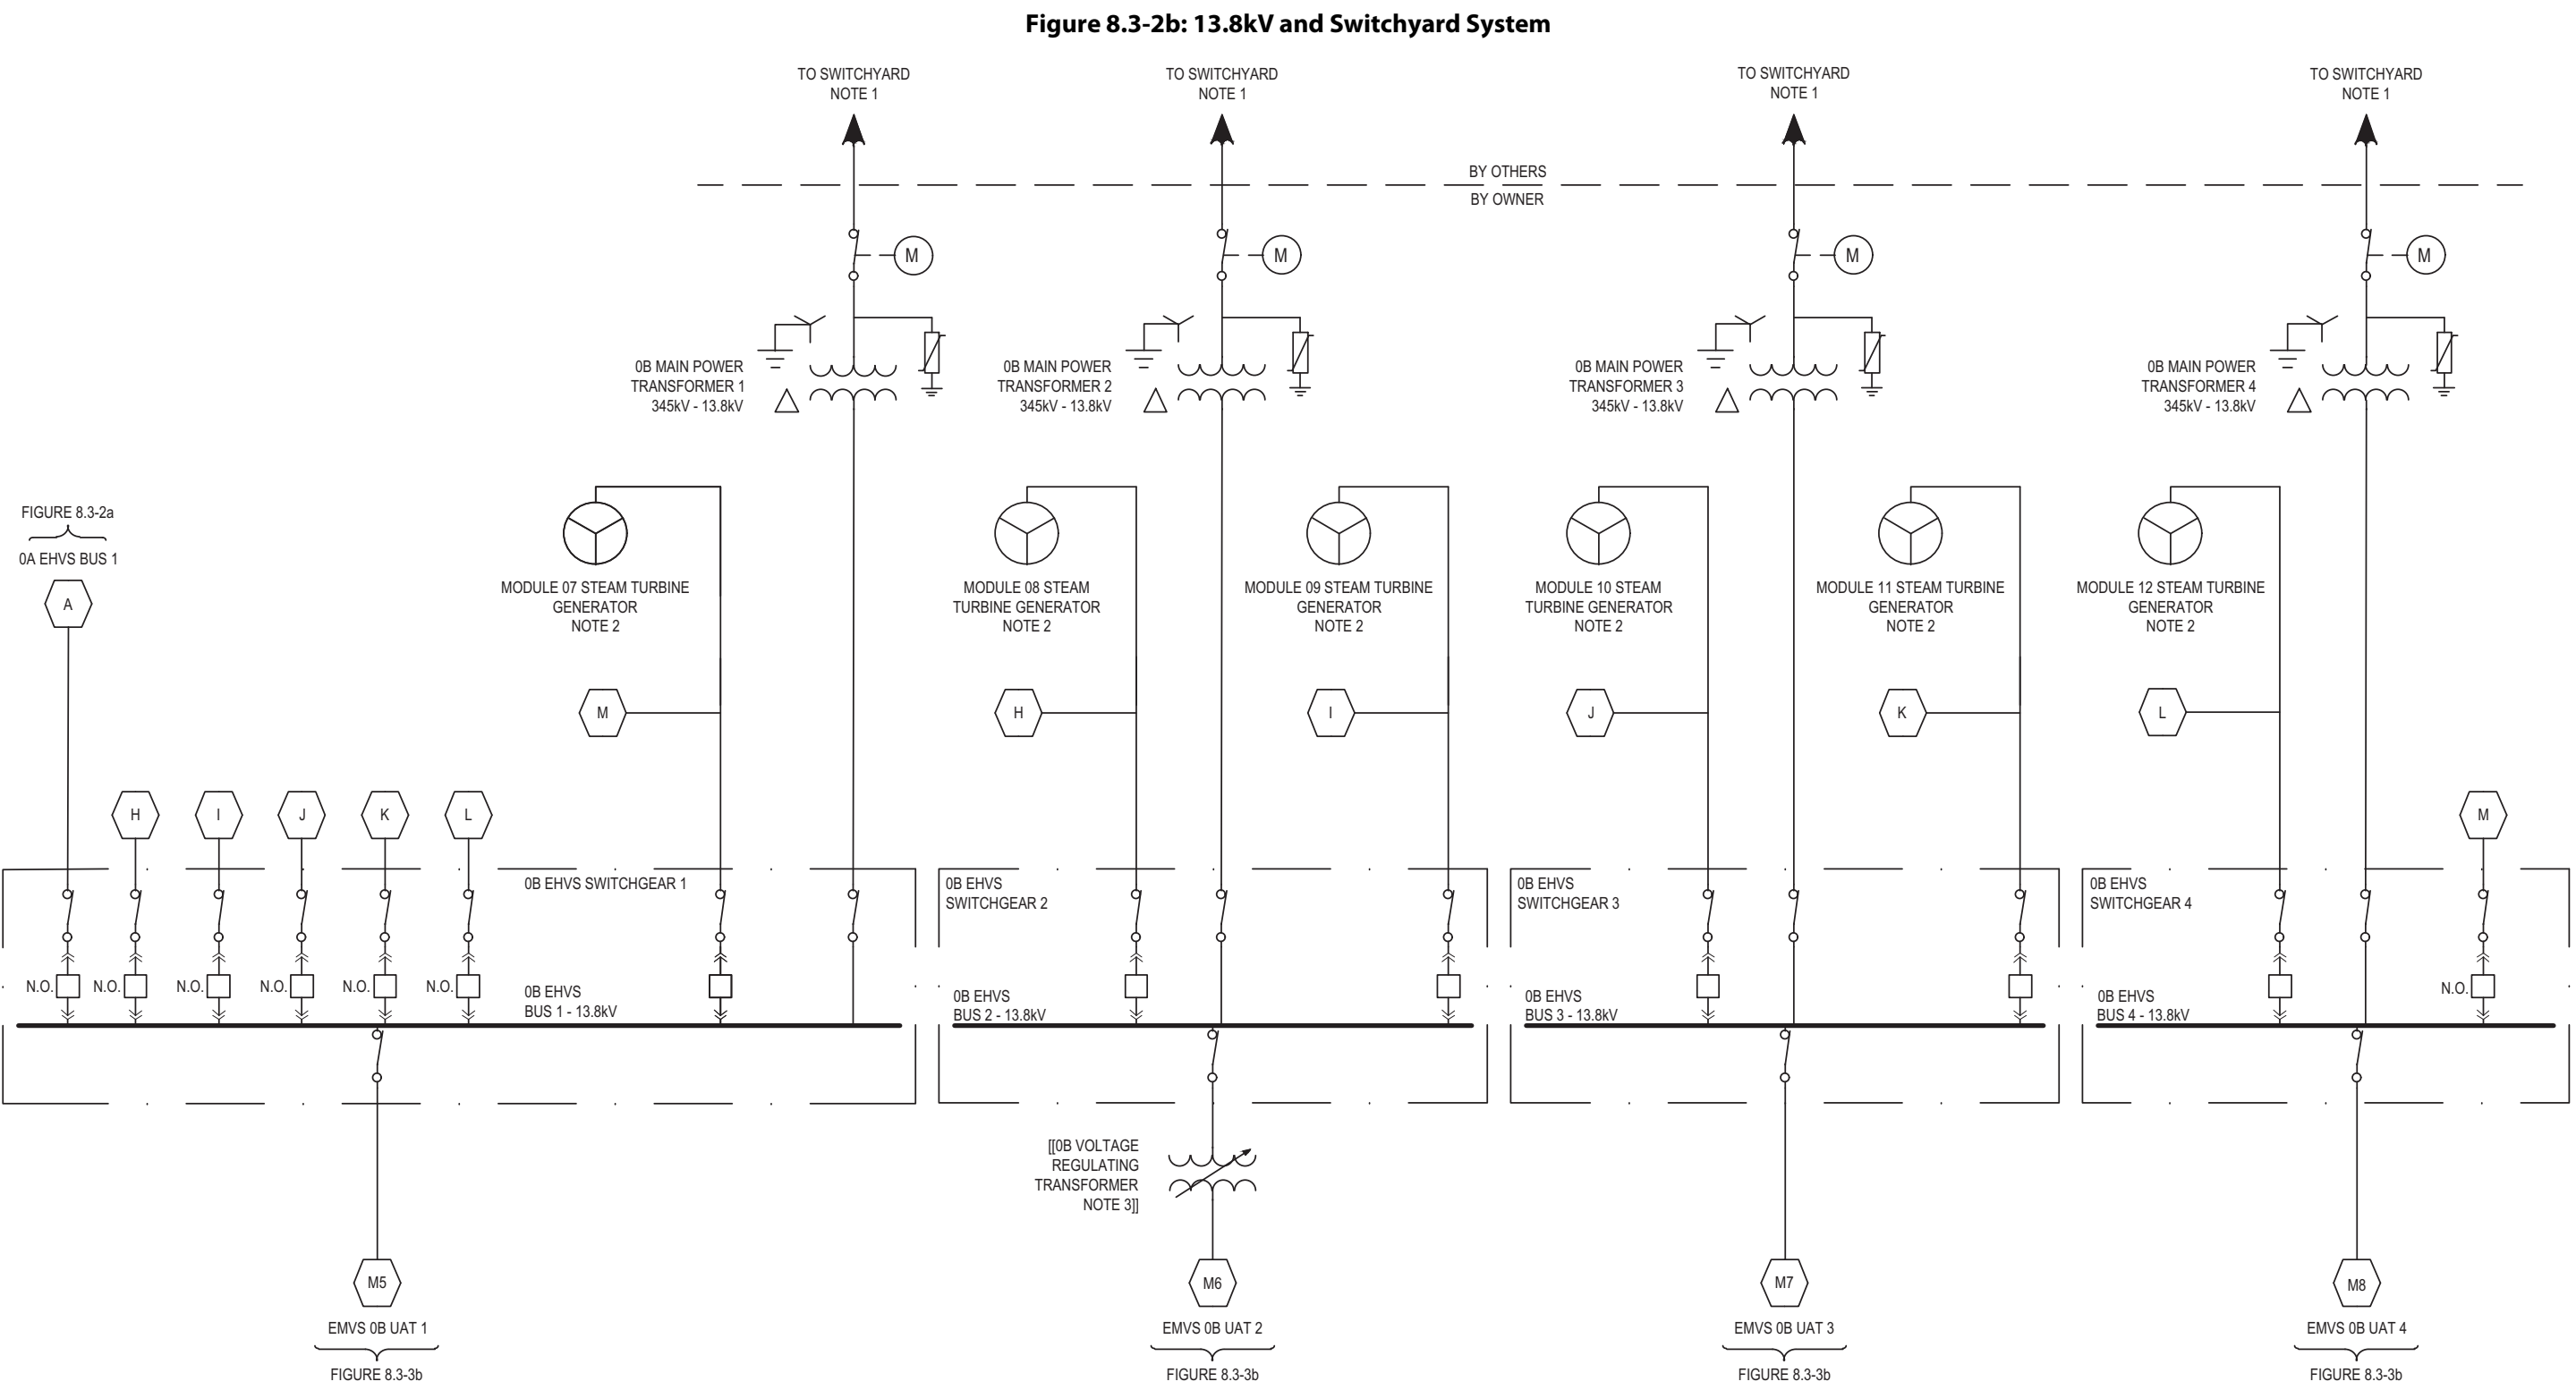 Figure 8.3-2b: 13.8kV and Switchyard System
TO SWITCHYARD
NOTE 1
TO SWITCHYARD
NOTE 1
TO SWITCHYARD
NOTE 1
TO SWITCHYARD
NOTE 1
BY OTHERS
BY OWNER
M
M
M
M
0B MAIN POWER
TRANSFORMER 1
345kV - 13.8kV
0B MAIN POWER
TRANSFORMER 2
345kV - 13.8kV
0B MAIN POWER
TRANSFORMER 3
345kV - 13.8kV
0B MAIN POWER
TRANSFORMER 4
345kV - 13.8kV
FIGURE 8.3-2a
0A EHVS BUS 1
A
MODULE 07 STEAM TURBINE
GENERATOR
NOTE 2
MODULE 08 STEAM
TURBINE GENERATOR
NOTE 2
MODULE 09 STEAM TURBINE
GENERATOR
NOTE 2
MODULE 10 STEAM
TURBINE GENERATOR
NOTE 2
MODULE 11 STEAM TURBINE
GENERATOR
NOTE 2
MODULE 12 STEAM TURBINE
GENERATOR
NOTE 2
M
H
I
J
K
L
H
I
J
K
L
M
0B EHVS SWITCHGEAR 1
0B EHVS
SWITCHGEAR 2
0B EHVS
SWITCHGEAR 3
0B EHVS
SWITCHGEAR 4
N.O.
N.O.
N.O.
N.O.
N.O.
N.O.
N.O.
0B EHVS
BUS 1 - 13.8kV
0B EHVS
BUS 2 - 13.8kV
0B EHVS
BUS 3 - 13.8kV
0B EHVS
BUS 4 - 13.8kV
[[0B VOLTAGE
REGULATING
TRANSFORMER
NOTE 3]]
M5
M6
M7
M8
EMVS 0B UAT 1
EMVS 0B UAT 2
EMVS 0B UAT 3
EMVS 0B UAT 4
FIGURE 8.3-3b
FIGURE 8.3-3b
FIGURE 8.3-3b
FIGURE 8.3-3b